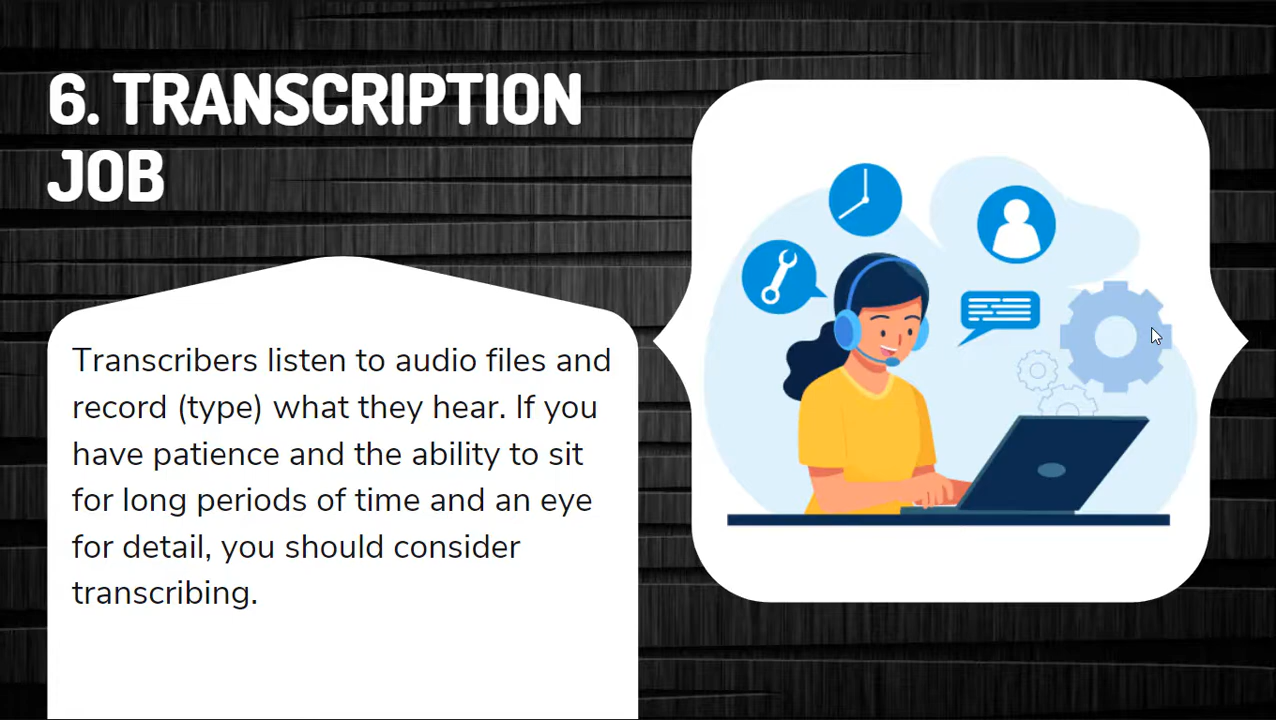 6. TRANSCRIPTION
JOB
Transcribers listen to audio files and
record (type) what they hear. If you
have patience and the ability to sit
for long periods of time and an eye
for detail, you should consider
transcribing.